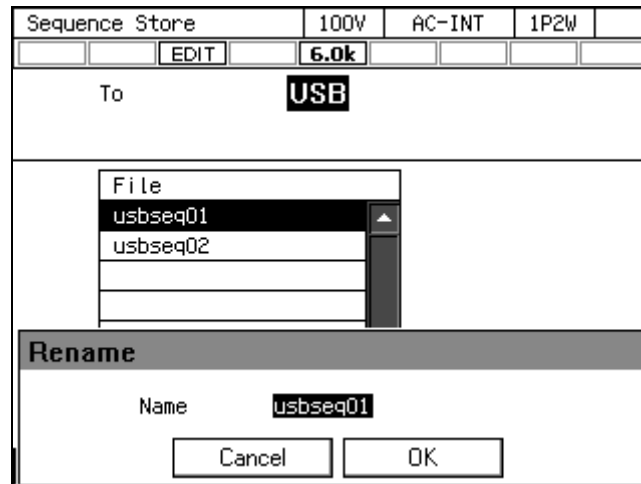 Sequence Store 100V AC-INT 1P2W
EDIT 6.0k
To USB
File
usbseq01
usbseq02
Rename
Name usbseq01
Cancel OK